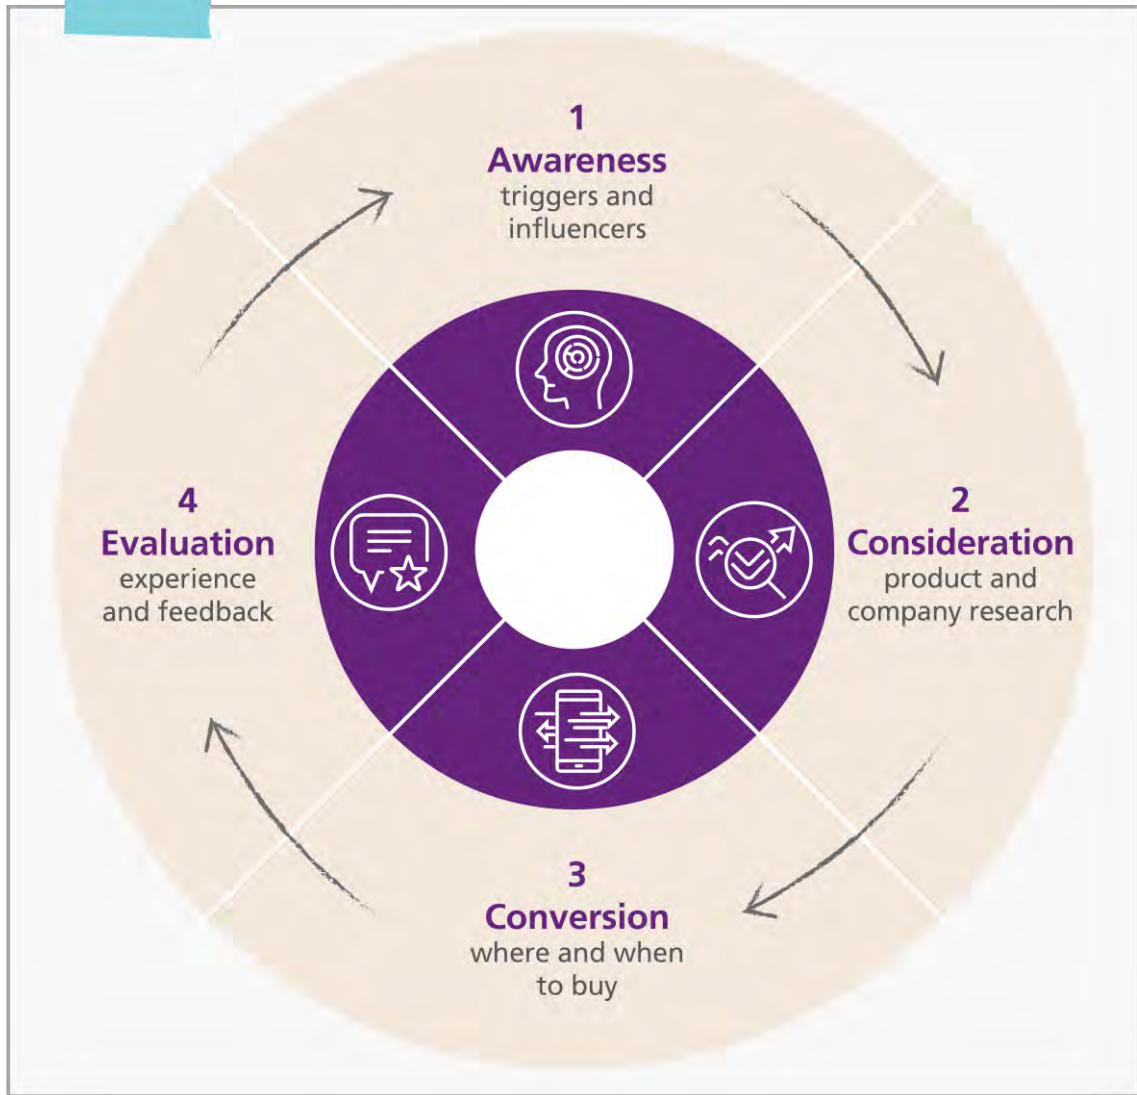 1
Awareness
triggers and
influencers
2
Consideration
product and
company research
3
Conversion
where and when
to buy
4
Evaluation
experience
and feedback